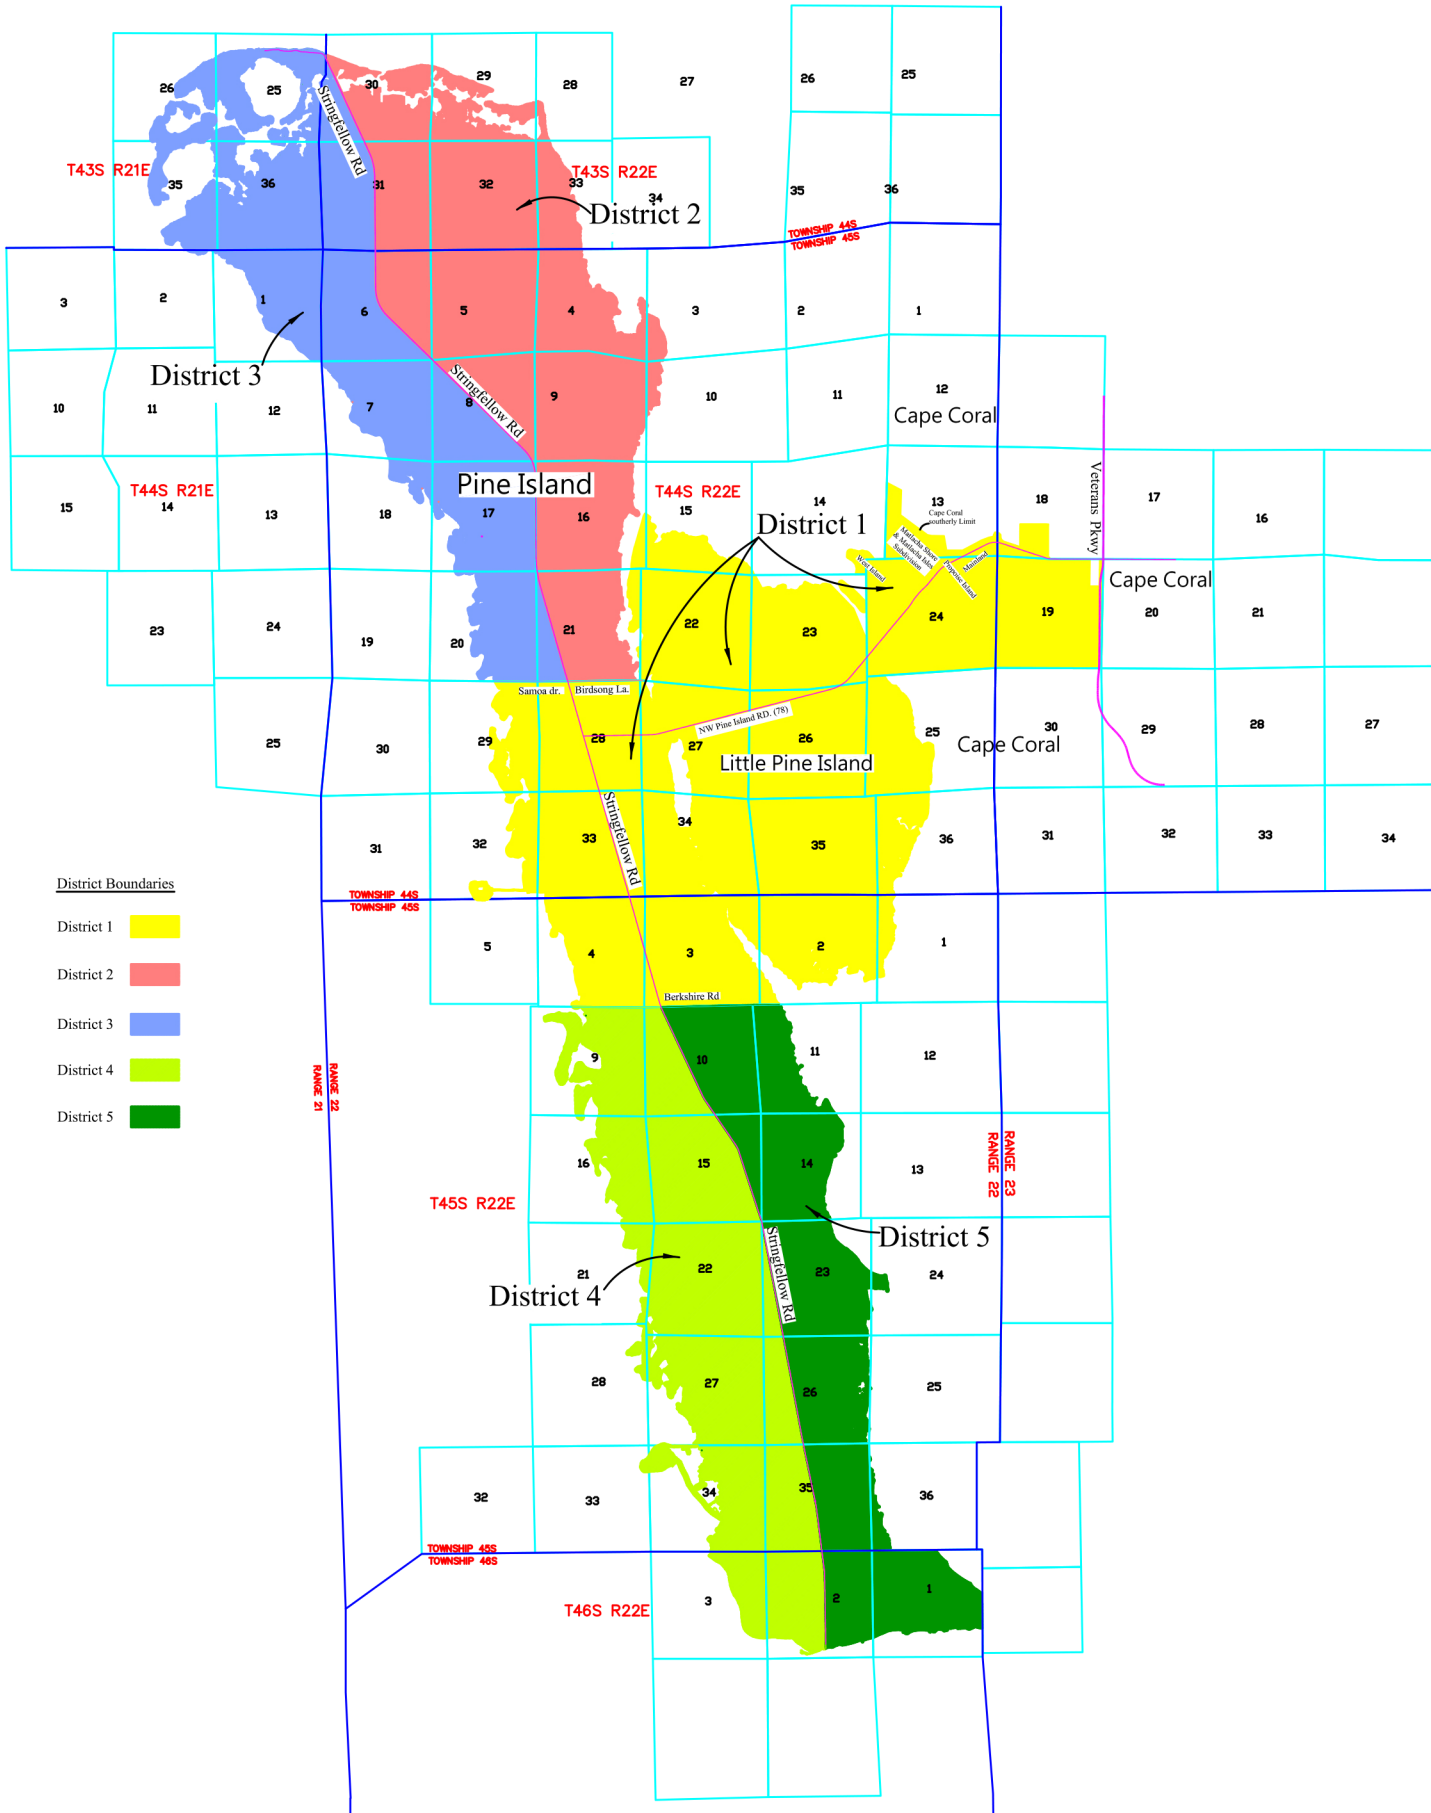 29
26
25
30
28
27
26
25
Stringfellow Rd
T43S R21E
35
36
31
32
33
T43S R22E
34
35
36
District 2
TOWNSHIP 44S
TOWNSHIP 45S
3
2
1
6
5
4
3
2
1
District 3
Stringfellow Rd
10
11
12
7
8
9
10
11
12
Cape Coral
Pine Island
T44S R21E
T44S R22E
15
14
13
18
17
16
15
14
13
18
17
16
Veterans Pkwy
District 1
Cape Coral
southerly Limit
Matlacha Shore
& Matlacha Isles
Subdivision
West Island
Porpoise Island
Mainland
Cape Coral
23
24
19
20
21
22
23
24
19
20
21
Samoa dr.
Birdsong La.
NW Pine Island RD. (78)
25
30
29
28
27
26
25
30
29
28
27
Cape Coral
Little Pine Island
Stringfellow Rd
31
32
33
34
35
36
31
32
33
34
District Boundaries
TOWNSHIP 44S
TOWNSHIP 45S
District 1
District 2
District 3
District 4
District 5
5
4
3
2
1
Berkshire Rd
9
10
11
12
RANGE 21
RANGE 22
16
15
14
13
RANGE 22
RANGE 23
T45S R22E
District 5
Stringfellow Rd
21
22
23
24
District 4
28
27
26
25
32
33
34
35
36
TOWNSHIP 45S
TOWNSHIP 46S
T46S R22E
3
2
1